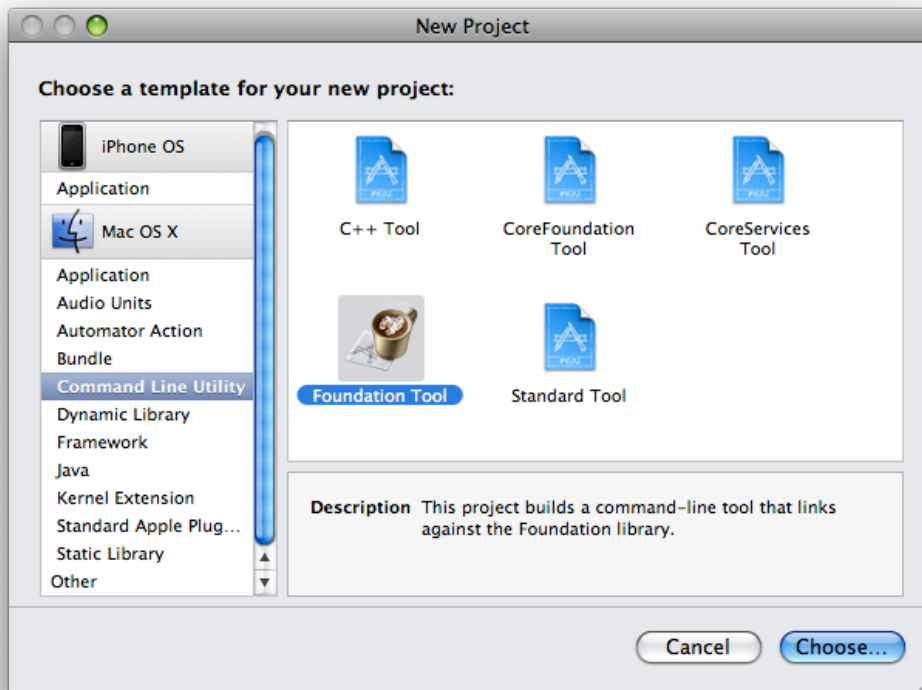 New Project
Choose a template for your new project:
iPhone OS
Application
Mac OS X
Application
Audio Units
Automator Action
Bundle
Command Line Utility
Dynamic Library
Framework
Java
Kernel Extension
Standard Apple Plug...
Static Library
Other
C++ Tool
CoreFoundation
Tool
CoreServices
Tool
Foundation Tool
Standard Tool
Description This project builds a command-line tool that links
against the Foundation library.
Cancel
Choose...